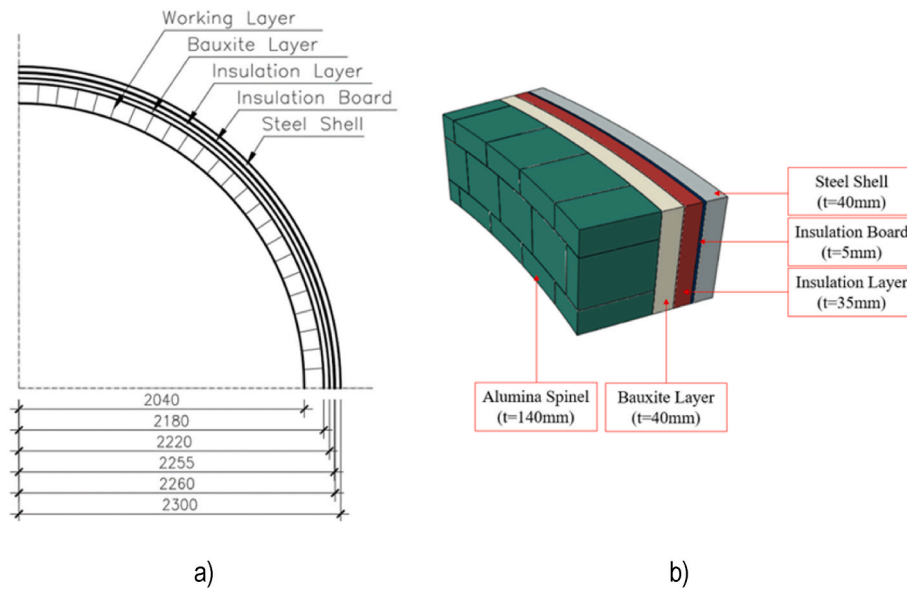 Working Layer
Bauxite Layer
Insulation Layer
Insulation Board
Steel Shell
2040
2180
2220
2255
2260
2300
a)
Steel Shell
(t=40mm)
Insulation Board
(t=5mm)
Insulation Layer
(t=35mm)
Alumina Spinel
(t=140mm)
Bauxite Layer
(t=40mm)
b)